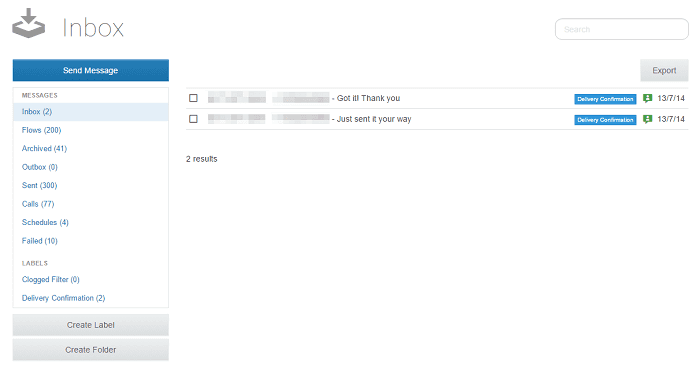 Inbox
Search
Send Message
Export
MESSAGES
Inbox (2)
Flows (200)
Archived (41)
Outbox (0)
Sent (300)
Calls (77)
Schedules (4)
Failed (10)
LABELS
Clogged Filter (0)
Delivery Confirmation (2)
Create Label
Create Folder
- Got it! Thank you Delivery Confirmation 13/7/14
- Just sent it your way Delivery Confirmation 13/7/14
2 results